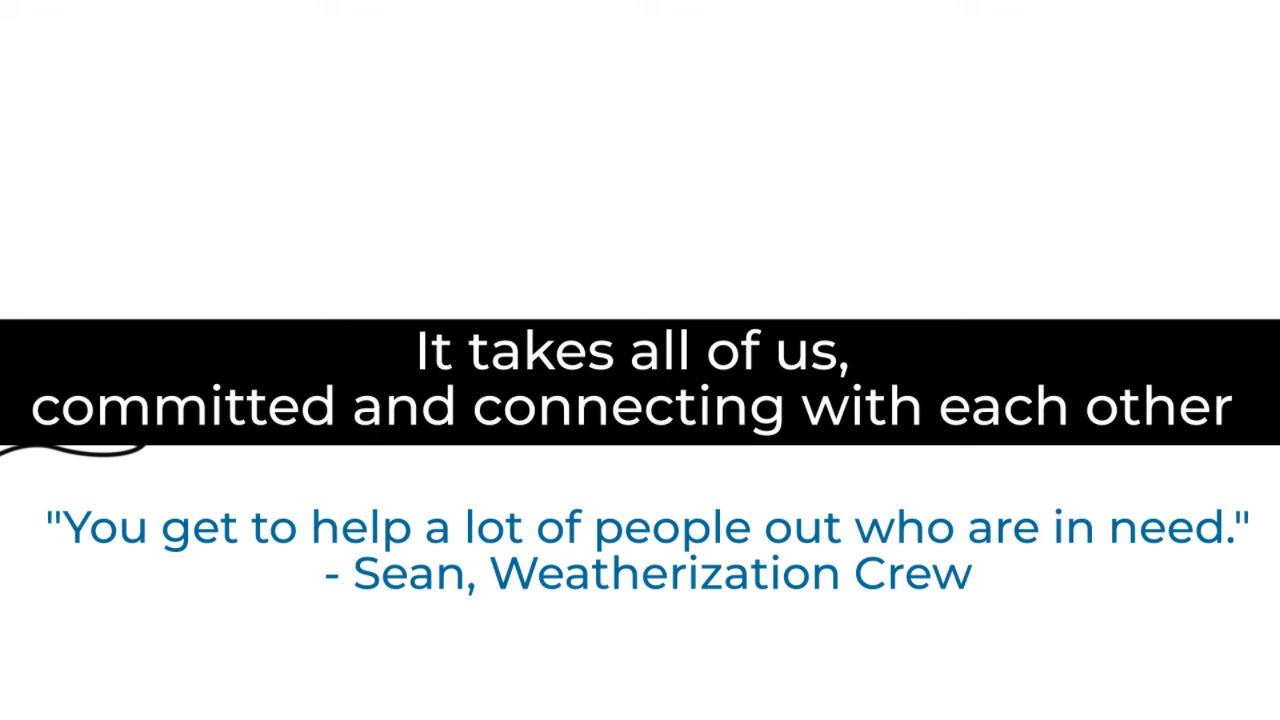 It takes all of us,
committed and connecting with each other
"You get to help a lot of people out who are in need."
- Sean, Weatherization Crew